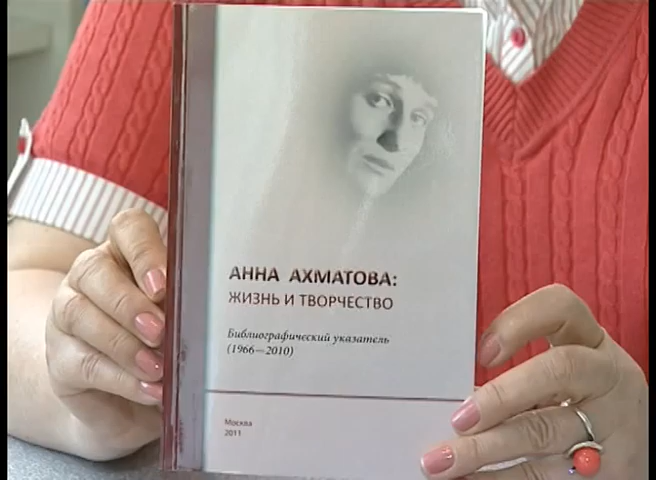 АННА АХМАТОВА:
ЖИЗНЬ И ТВОРЧЕСТВО
Библиографический указатель
(1966—2010)
Москва
2011